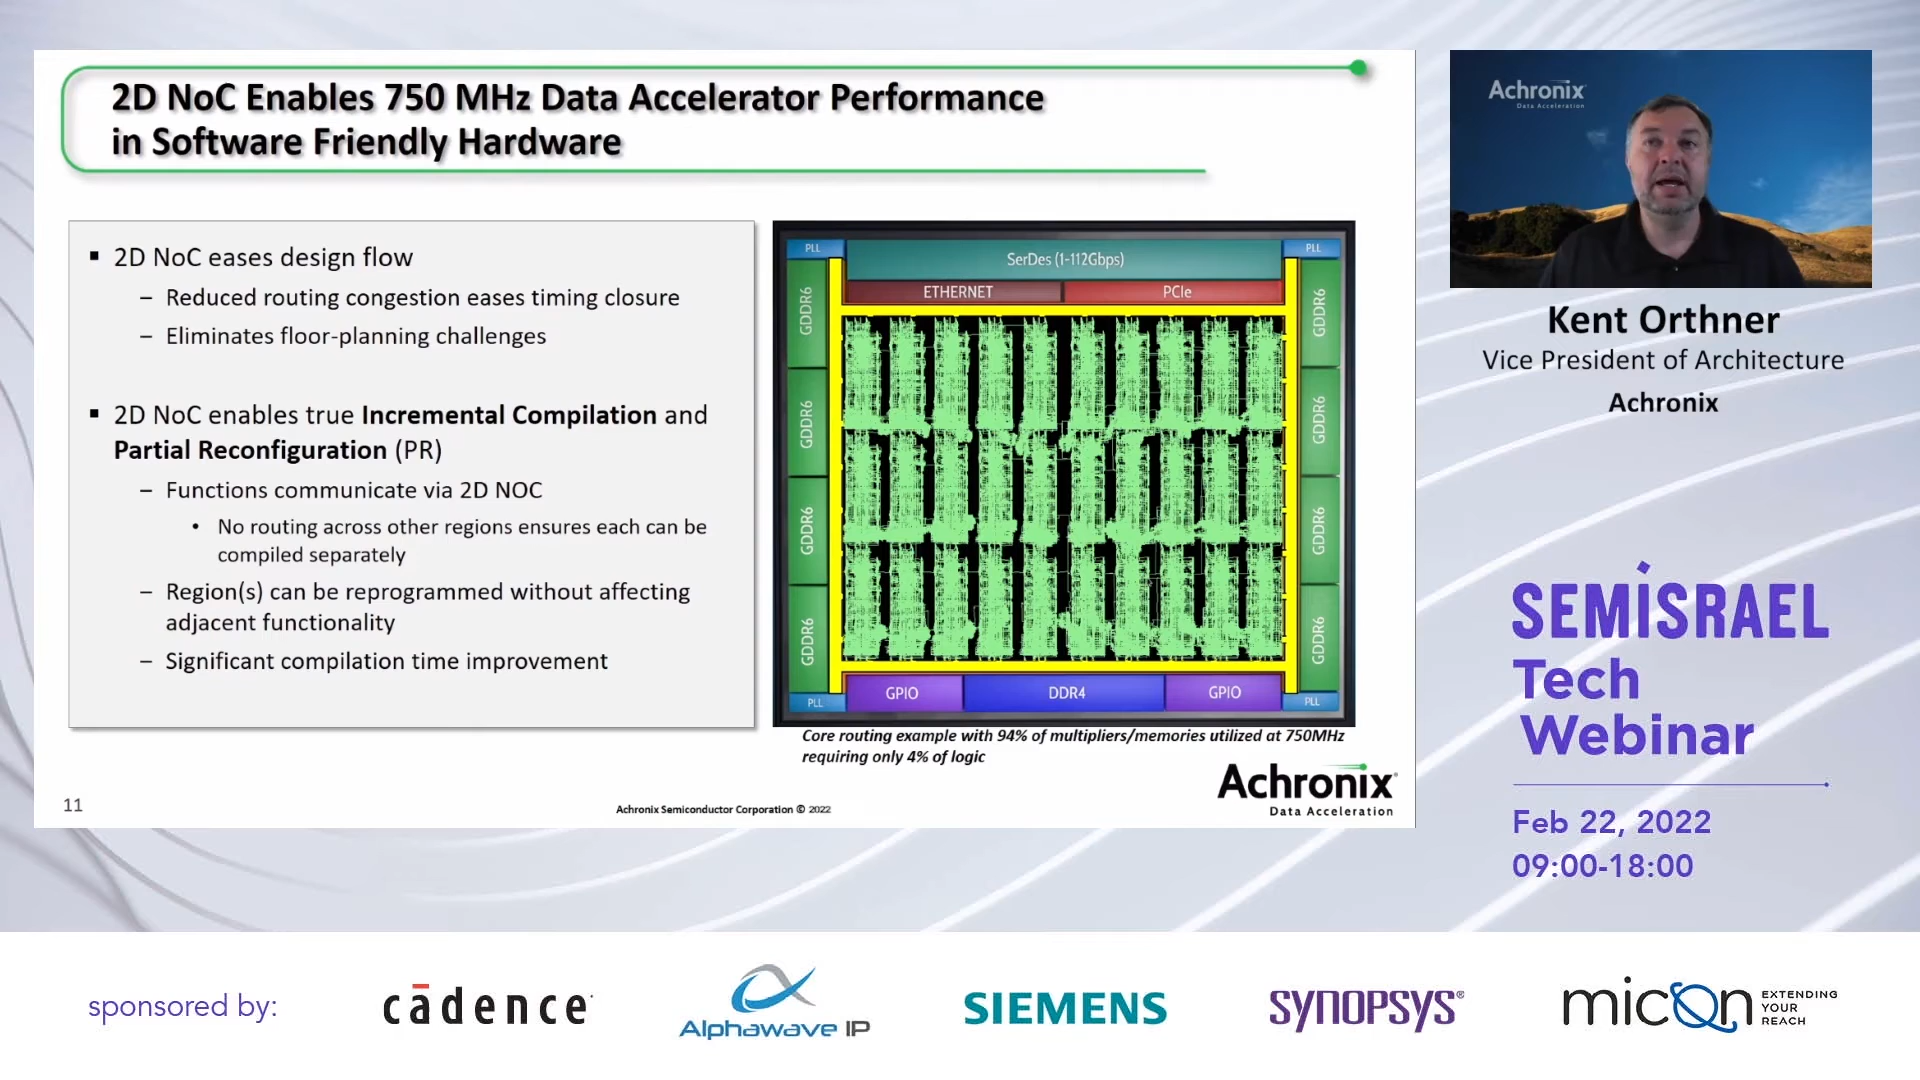 2D NoC Enables 750 MHz Data Accelerator Performance
in Software Friendly Hardware
▪ 2D NoC eases design flow
– Reduced routing congestion eases timing closure
– Eliminates floor-planning challenges
▪ 2D NoC enables true Incremental Compilation and
Partial Reconfiguration (PR)
– Functions communicate via 2D NOC
• No routing across other regions ensures each can be
compiled separately
– Region(s) can be reprogrammed without affecting
adjacent functionality
– Significant compilation time improvement
PLL
SerDes (1-112Gbps)
PLL
ETHERNET
PCIe
GDDR6
GDDR6
GDDR6
GDDR6
GDDR6
GDDR6
GDDR6
GDDR6
PLL
GPIO
DDR4
GPIO
PLL
Core routing example with 94% of multipliers/memories utilized at 750MHz
requiring only 4% of logic
Achronix
Data Acceleration
11
Achronix Semiconductor Corporation © 2022
Achronix
Data Acceleration
Kent Orthner
Vice President of Architecture
Achronix
SEMISRAEL
Tech
Webinar
Feb 22, 2022
09:00-18:00
sponsored by:
cādence
Alphawave IP
SIEMENS
SYNOPSYS®
micon
EXTENDING
YOUR
REACH